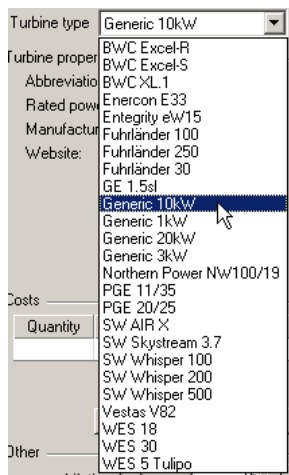 Turbine type Generic 10kW
Turbine proper
Abbreviatio
Rated pow
Manufactur
Website:
Costs
Quantity
Other
BWC Excel-R
BWC Excel-S
BWC XL.1
Enercon E33
Entegrity eW15
Fuhrländer 100
Fuhrländer 250
Fuhrländer 30
GE 1.5sl
Generic 10kW
Generic 1kW
Generic 20kW
Generic 3kW
Northern Power NW100/19
PGE 11/35
PGE 20/25
SW AIR X
SW Skystream 3.7
SW Whisper 100
SW Whisper 200
SW Whisper 500
Vestas V82
WES 18
WES 30
WES 5 Tulipo